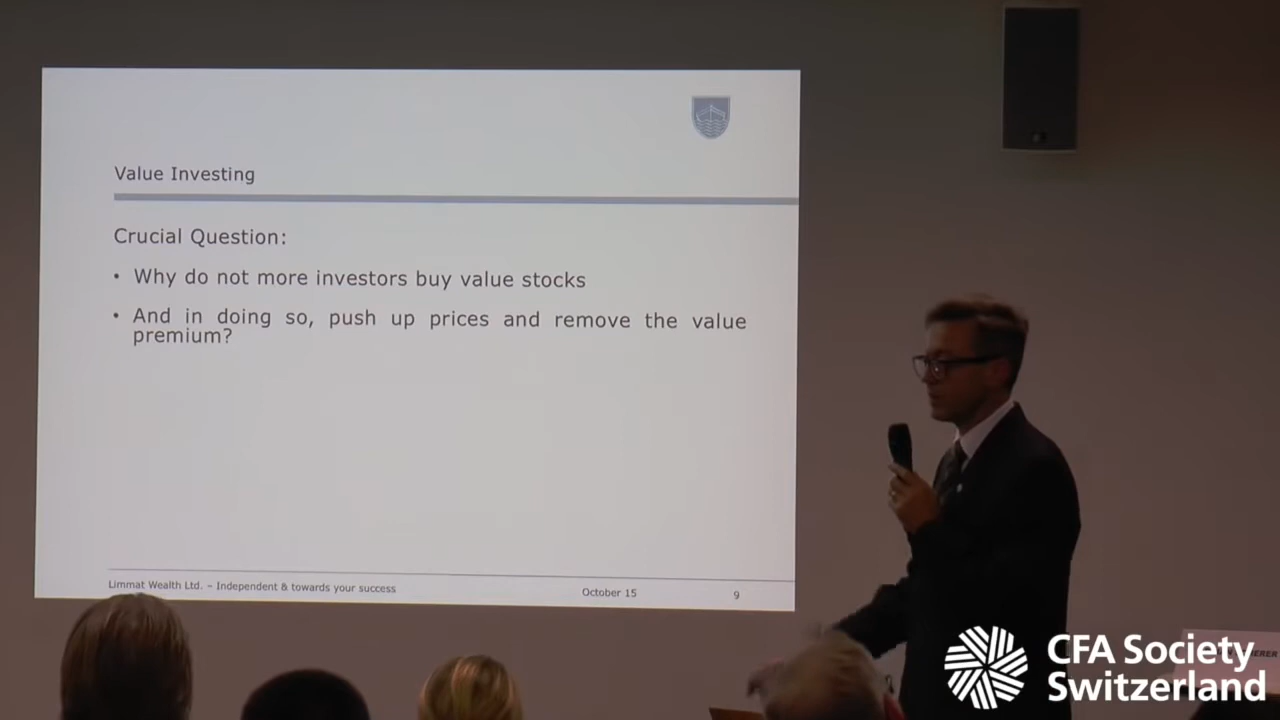 Value Investing
Crucial Question:
• Why do not more investors buy value stocks
• And in doing so, push up prices and remove the value
premium?
Limmat Wealth Ltd. – Independent & towards your success
October 15
9
CFA Society
Switzerland